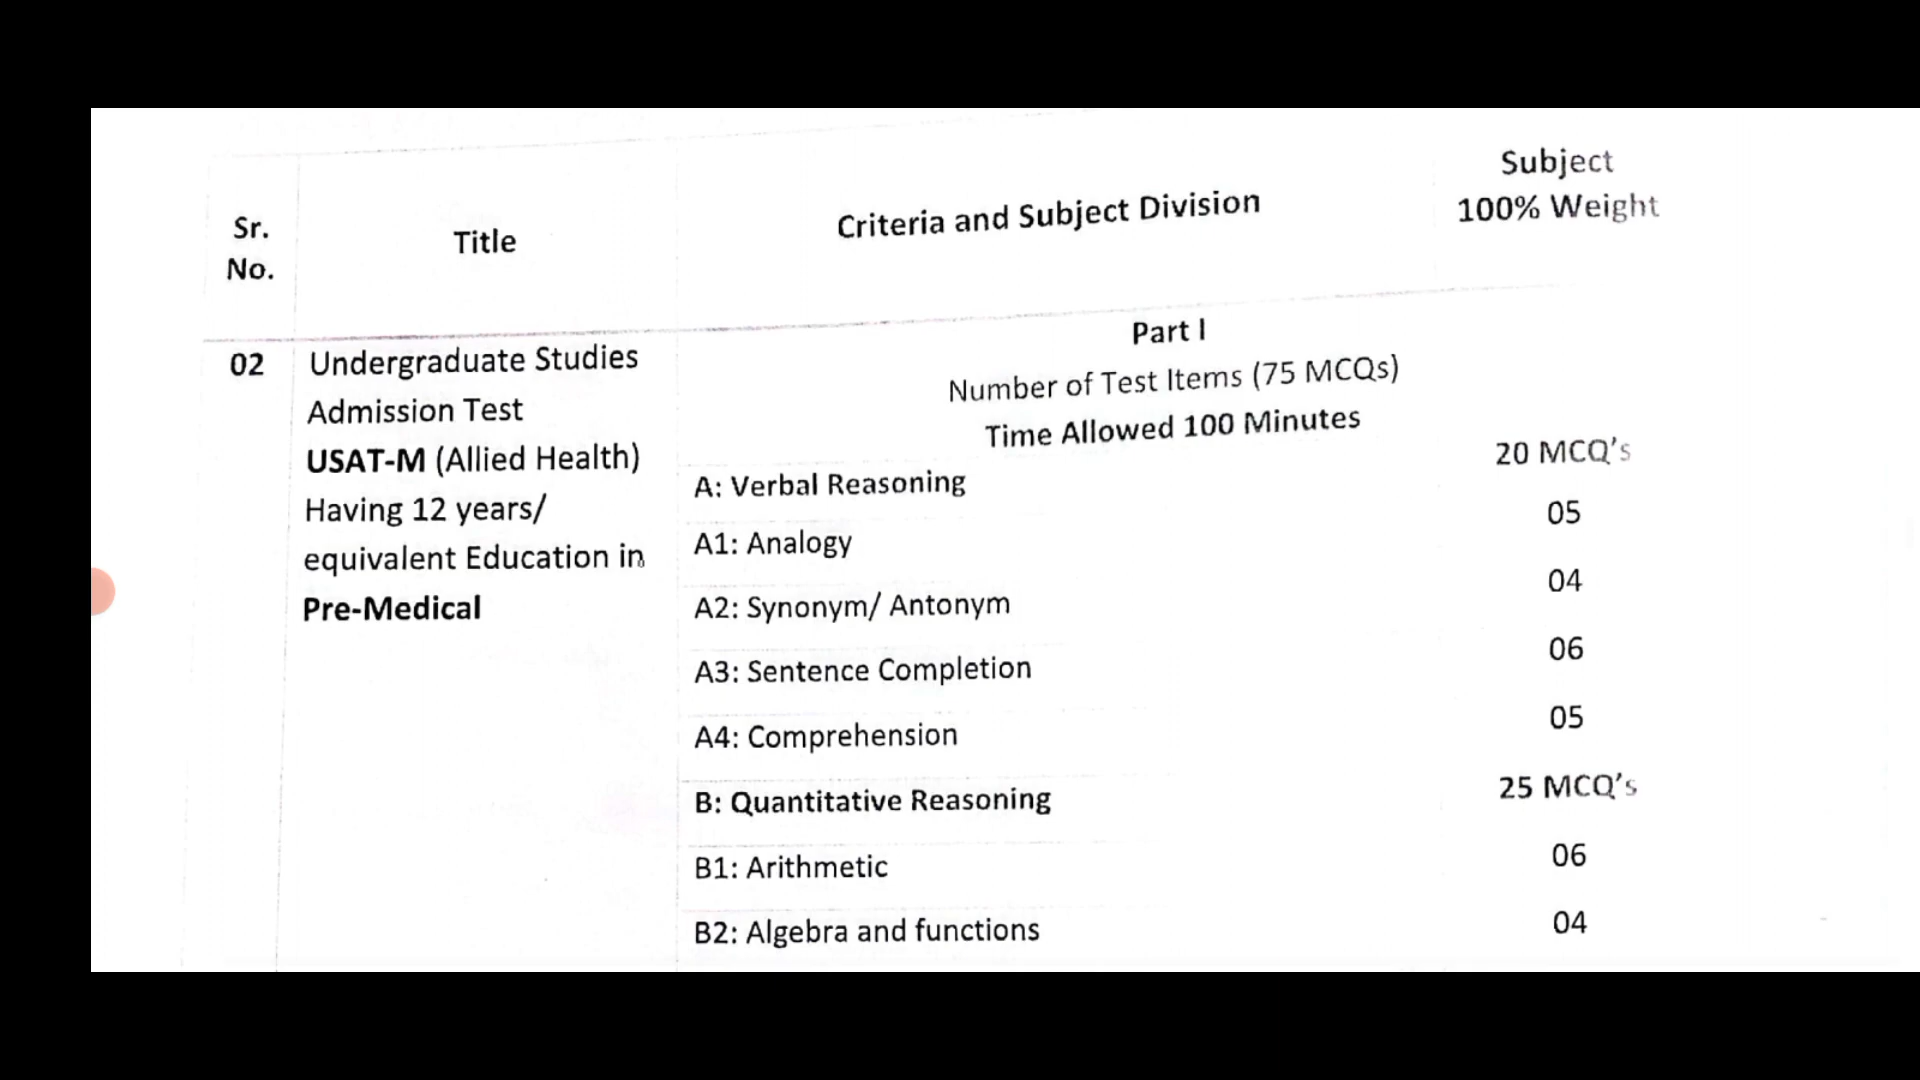 Sr.
No.
Title
Criteria and Subject Division
Subject
100% Weight
02
Undergraduate Studies
Admission Test
USAT-M (Allied Health)
Having 12 years/
equivalent Education in
Pre-Medical
Part I
Number of Test Items (75 MCQs)
Time Allowed 100 Minutes
A: Verbal Reasoning
20 MCQ's
A1: Analogy
05
A2: Synonym/ Antonym
04
A3: Sentence Completion
06
A4: Comprehension
05
B: Quantitative Reasoning
25 MCQ's
B1: Arithmetic
06
B2: Algebra and functions
04